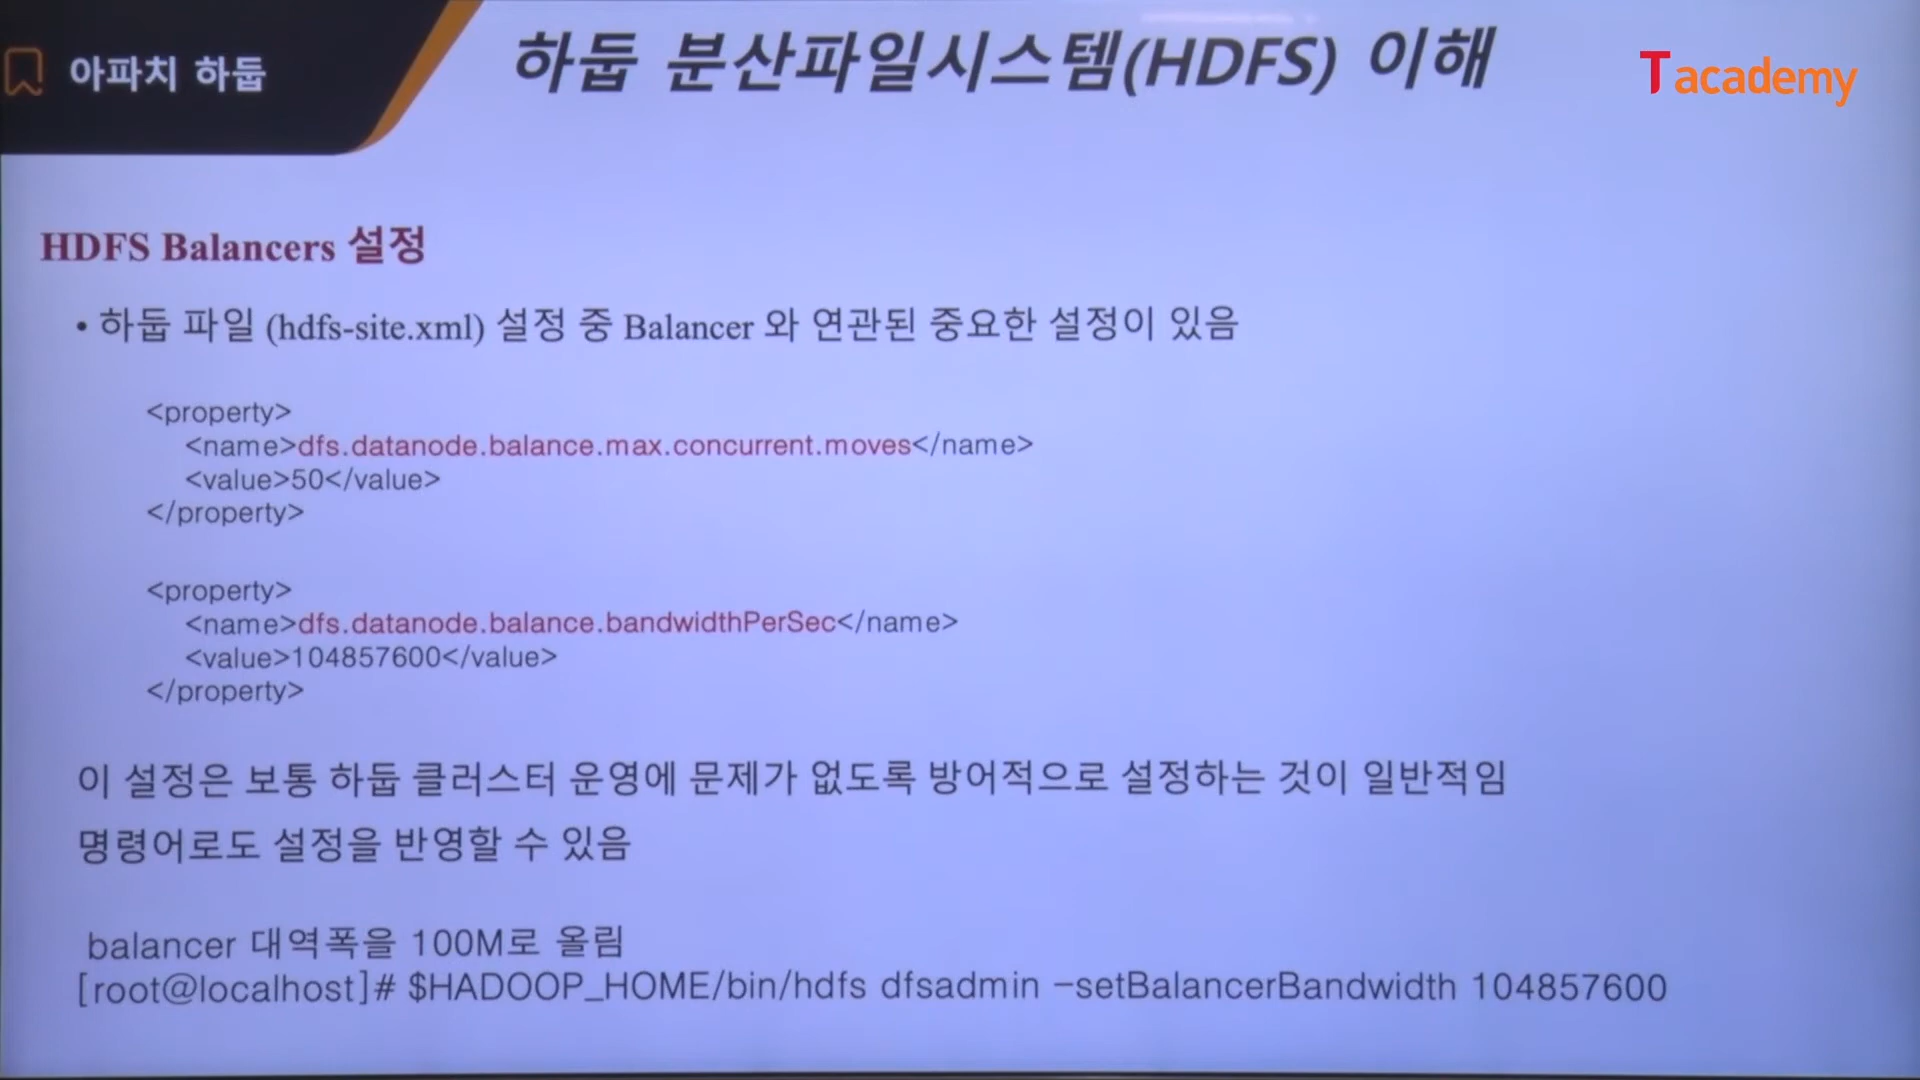 아파치 하둡
하둡 분산파일시스템(HDFS) 이해
Tacademy
HDFS Balancers 설정
• 하둡 파일 (hdfs-site.xml) 설정 중 Balancer 와 연관된 중요한 설정이 있음
<property>
<name>dfs.datanode.balance.max.concurrent.moves</name>
<value>50</value>
</property>
<property>
<name>dfs.datanode.balance.bandwidthPerSec</name>
<value>104857600</value>
</property>
이 설정은 보통 하둡 클러스터 운영에 문제가 없도록 방어적으로 설정하는 것이 일반적임
명령어로도 설정을 반영할 수 있음
balancer 대역폭을 100M로 올림
[root@localhost]# $HADOOP_HOME/bin/hdfs dfsadmin –setBalancerBandwidth 104857600